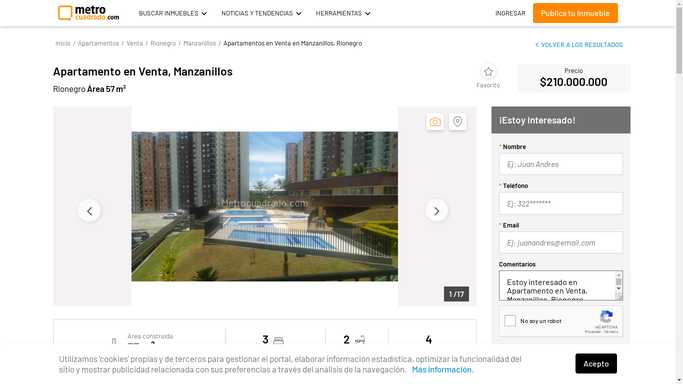 metro
cuadrado.com
BUSCAR INMUEBLES
NOTICIAS Y TENDENCIAS
HERRAMIENTAS
INGRESAR
Publica tu Inmueble
Inicio / Apartamentos / Venta / Rionegro / Manzanillos / Apartamentos en Venta en Manzanillos, Rionegro
VOLVER A LOS RESULTADOS
Apartamento en Venta, Manzanillos
Rionegro Área 57 m²
Favorito
Precio
$210.000.000
Metrocuadrado.com
1 /17
¡Estoy Interesado!
* Nombre
Ej: Juan Andres
* Teléfono
Ej: 322*******
* Email
Ej: juanandres@email.com
Comentarios
Estoy interesado en
Apartamento en Venta,
Manzanillos, Rionegro
No soy un robot
reCAPTCHA
Privacidad - Términos
Área construida
3
2
4
Utilizamos 'cookies' propias y de terceros para gestionar el portal, elaborar información estadística, optimizar la funcionalidad del
sitio y mostrar publicidad relacionada con sus preferencias a través del análisis de la navegación. Más información.
Acepto